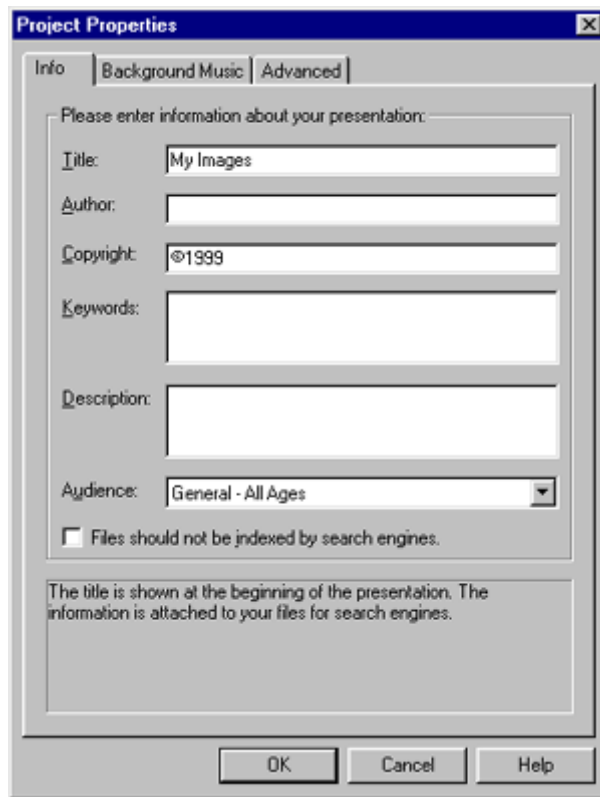 Project Properties
Info Background Music Advanced
Please enter information about your presentation:
Title: My Images
Author:
Copyright: ©1999
Keywords:
Description:
Audience: General - All Ages
Files should not be indexed by search engines.
The title is shown at the beginning of the presentation. The
information is attached to your files for search engines.
OK Cancel Help